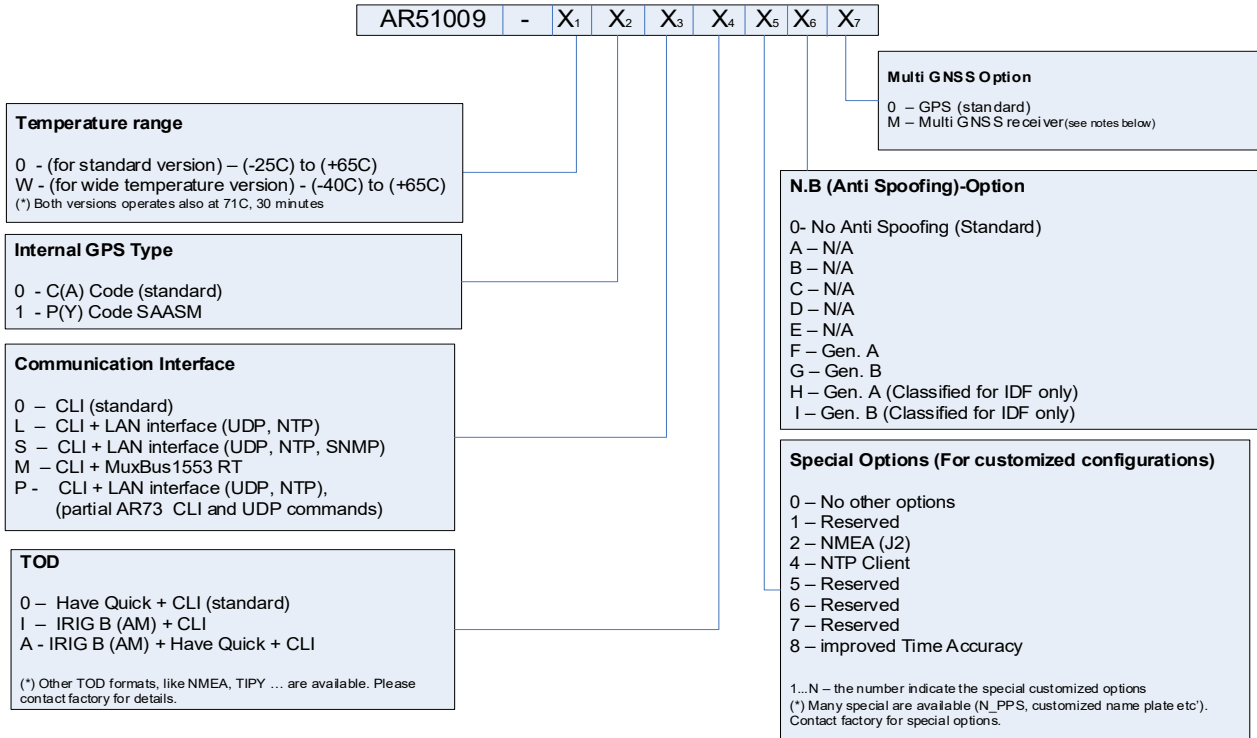 AR51009 - X1 X2 X3 X4 X5 X6 X7
Temperature range
0 - (for standard version) – (-25C) to (+65C)
W - (for wide temperature version) - (-40C) to (+65C)
(*) Both versions operates also at 71C, 30 minutes
Internal GPS Type
0 - C(A) Code (standard)
1 - P(Y) Code SAASM
Communication Interface
0 – CLI (standard)
L – CLI + LAN interface (UDP, NTP)
S – CLI + LAN interface (UDP, NTP, SNMP)
M – CLI + MuxBus1553 RT
P - CLI + LAN interface (UDP, NTP),
(partial AR73 CLI and UDP commands)
TOD
0 – Have Quick + CLI (standard)
I – IRIG B (AM) + CLI
A - IRIG B (AM) + Have Quick + CLI
(*) Other TOD formats, like NMEA, TIPY ... are available. Please
contact factory for details.
Multi GNSS Option
0 – GPS (standard)
M – Multi GNSS receiver(see notes below)
N.B (Anti Spoofing)-Option
0- No Anti Spoofing (Standard)
A – N/A
B – N/A
C – N/A
D – N/A
E – N/A
F – Gen. A
G – Gen. B
H – Gen. A (Classified for IDF only)
I – Gen. B (Classified for IDF only)
Special Options (For customized configurations)
0 – No other options
1 – Reserved
2 – NMEA (J2)
4 – NTP Client
5 – Reserved
6 – Reserved
7 – Reserved
8 – improved Time Accuracy
1...N – the number indicate the special customized options
(*) Many special are available (N_PPS, customized name plate etc').
Contact factory for special options.